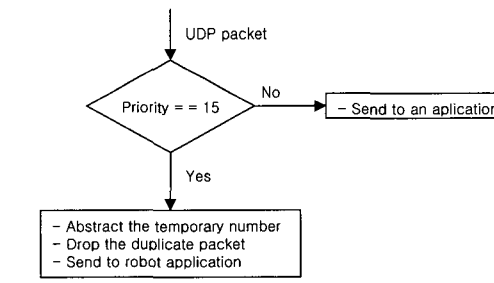 UDP packet
Priority = = 15
No
- Send to an aplication
Yes
- Abstract the temporary number
- Drop the duplicate packet
- Send to robot application